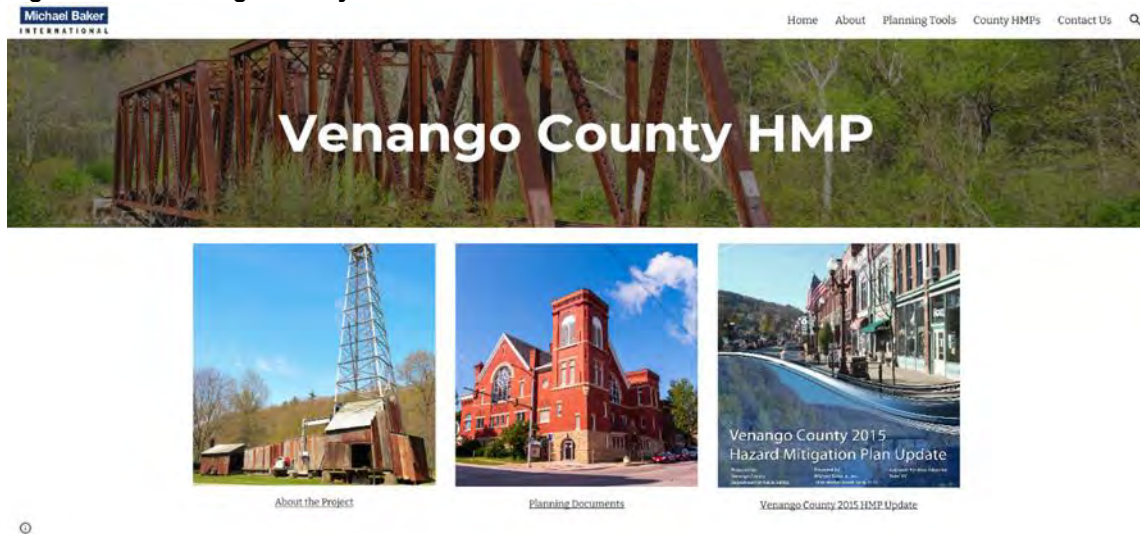 Michael Baker
INTERNATIONAL
Home About Planning Tools County HMPs Contact Us
Venango County HMP
Venango County 2015
Hazard Mitigation Plan Update
About the Project
Planning Documents
Venango County 2015 HMP Update